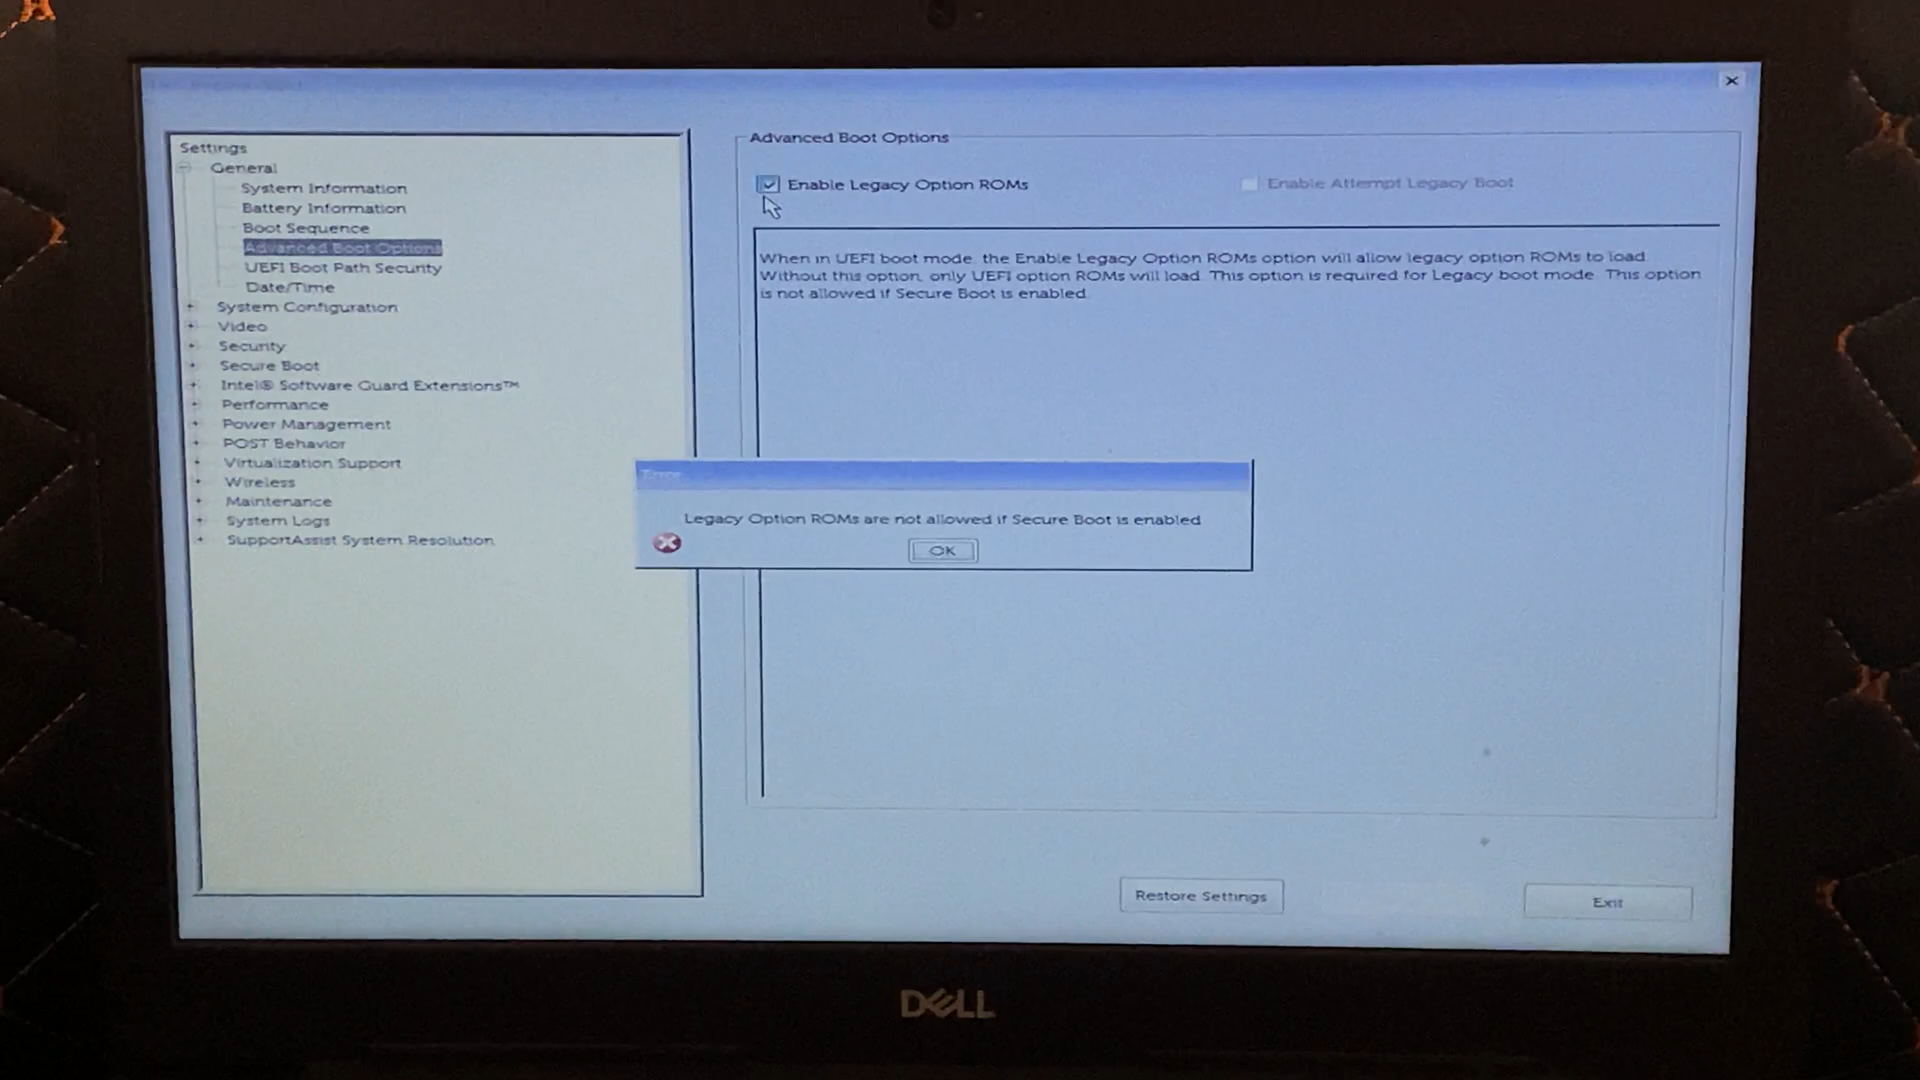 Settings
General
System Information
Battery Information
Boot Sequence
Advanced Boot Options
UEFI Boot Path Security
Date/Time
System Configuration
Video
Security
Secure Boot
Intel® Software Guard Extensions™
Performance
Power Management
POST Behavior
Virtualization Support
Wireless
Maintenance
System Logs
SupportAssist System Resolution
Advanced Boot Options
Enable Legacy Option ROMs
Enable Attempt Legacy Boot
When in UEFI boot mode, the Enable Legacy Option ROMs option will allow legacy option ROMs to load.
Without this option, only UEFI option ROMs will load. This option is required for Legacy boot mode. This option
is not allowed if Secure Boot is enabled.
Error
Legacy Option ROMs are not allowed if Secure Boot is enabled
OK
Restore Settings
Exit
DELL